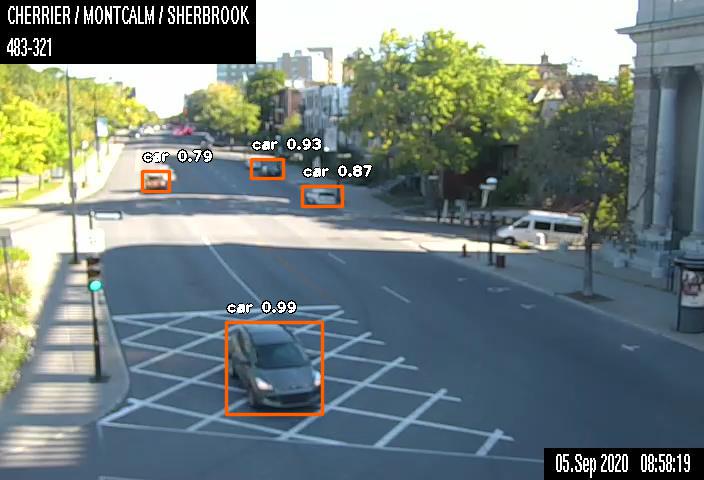 CHERRIER / MONTCALM / SHERBROOK
483-321
car 0.93
car 0.79
car 0.87
car 0.99
05.Sep 2020 08:58:19